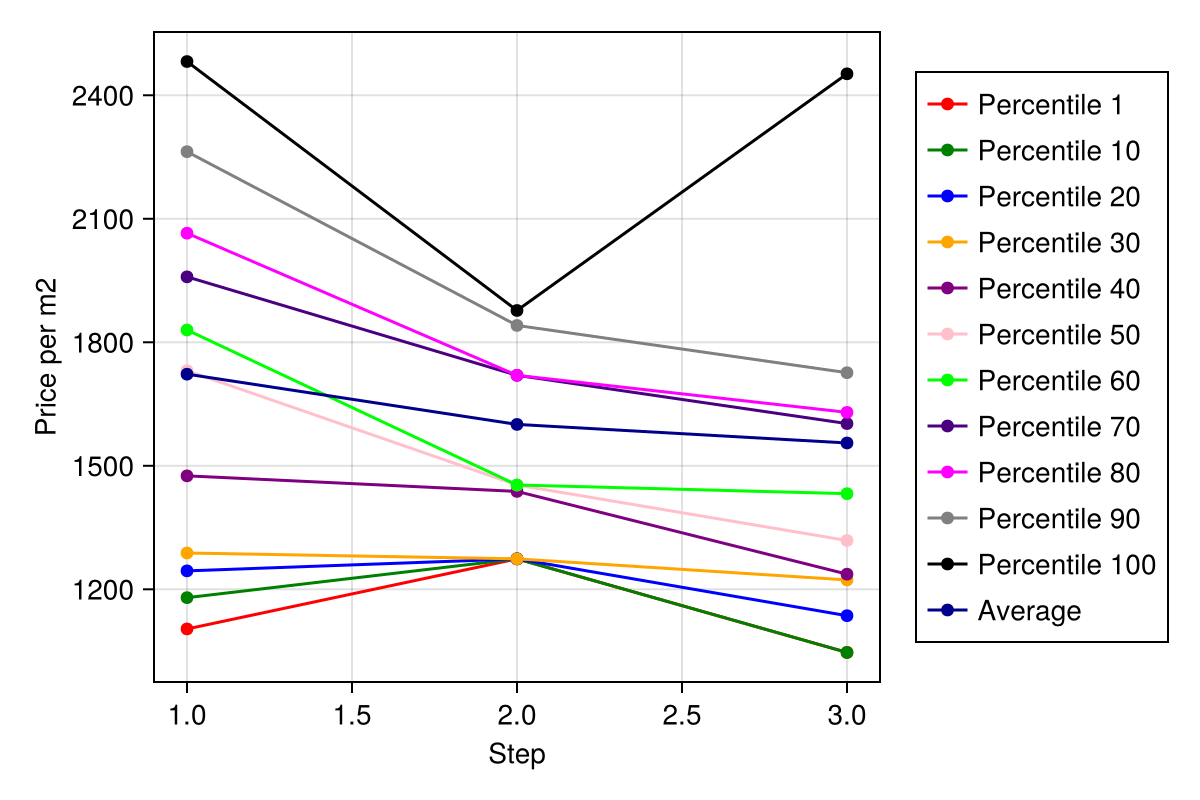 2400
2100
1800
1500
1200
Price per m2
1.0 1.5 2.0 2.5 3.0
Step
Percentile 1
Percentile 10
Percentile 20
Percentile 30
Percentile 40
Percentile 50
Percentile 60
Percentile 70
Percentile 80
Percentile 90
Percentile 100
Average